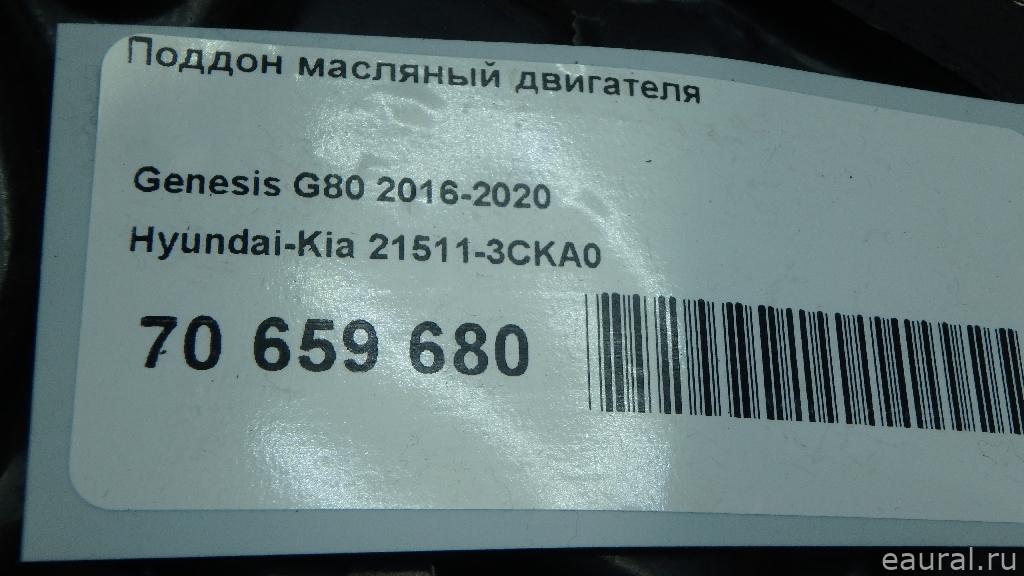 Поддон масляный двигателя
Genesis G80 2016-2020
Hyundai-Kia 21511-3CKA0
70 659 680
eaural.ru